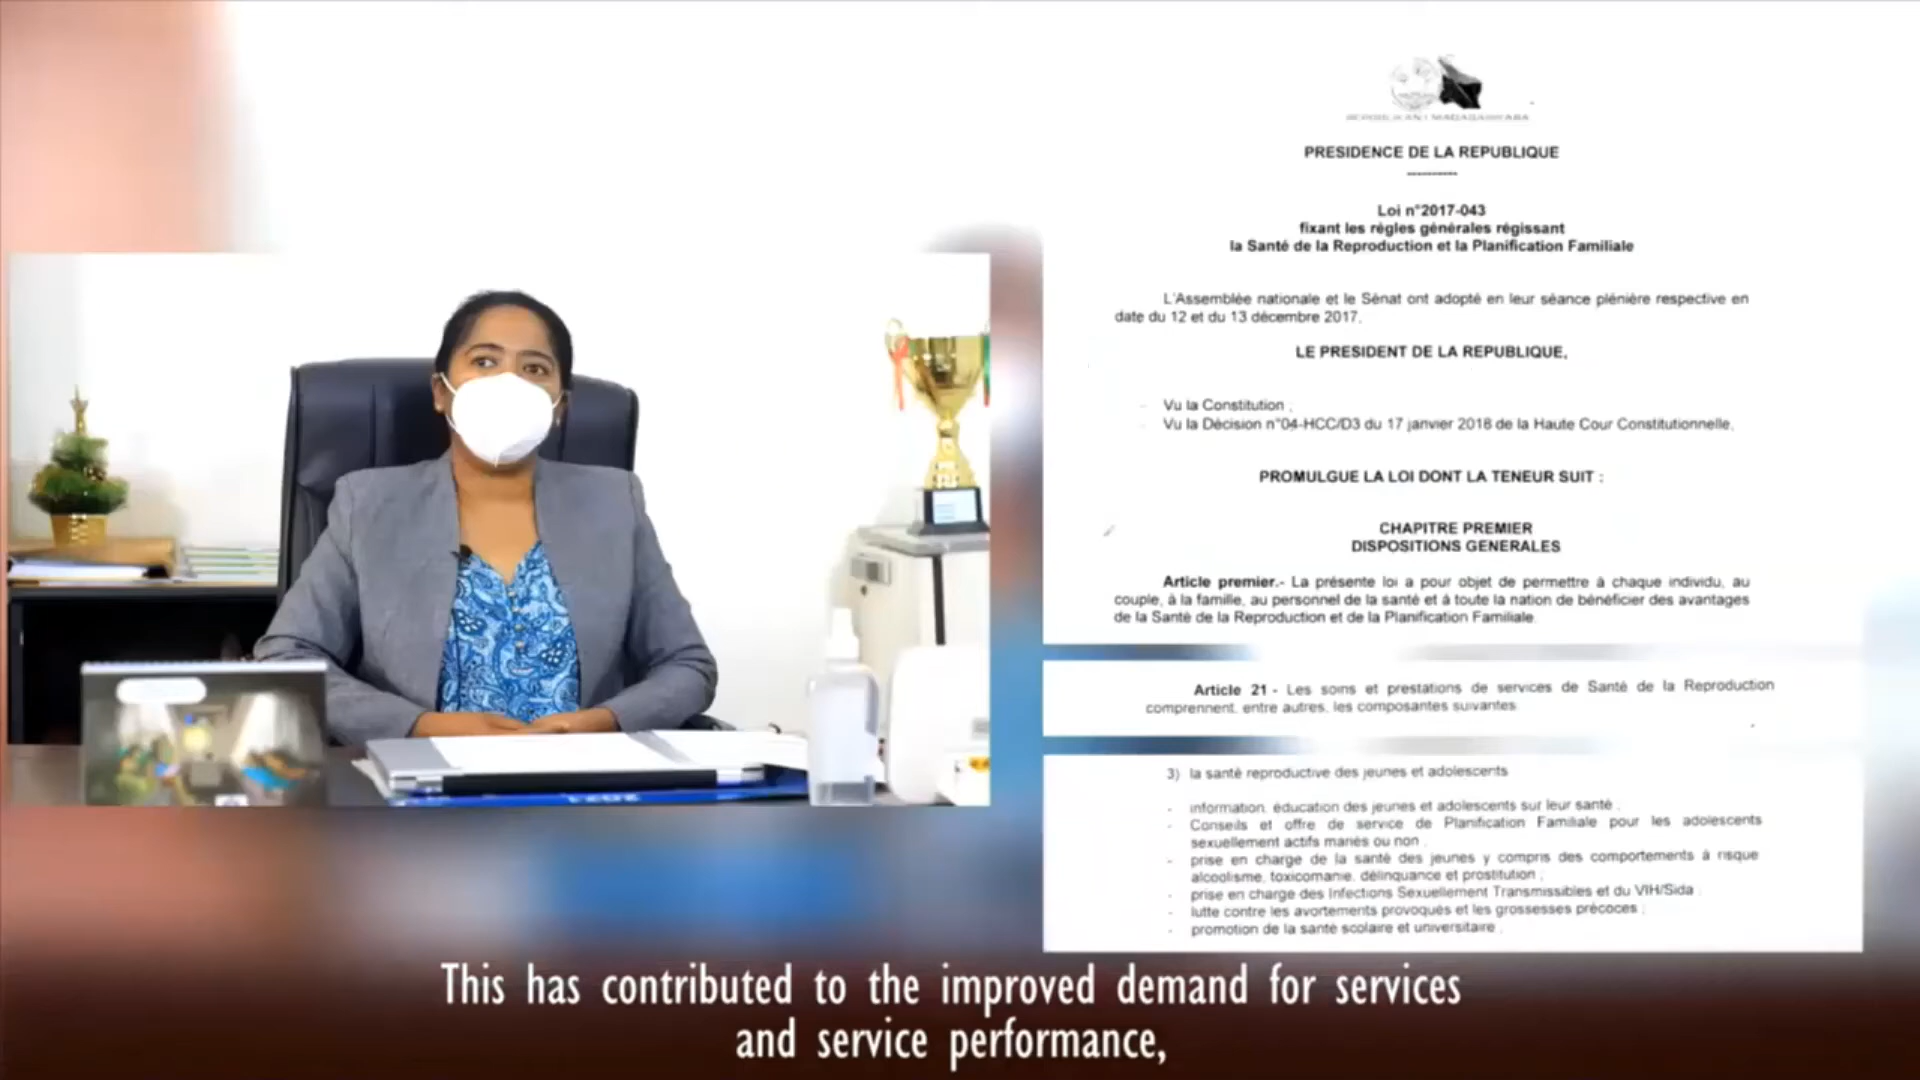 REPOBLIKAN'I MADAGASIKARA
PRESIDENCE DE LA REPUBLIQUE
----------
Loi n°2017-043
fixant les règles générales régissant
la Santé de la Reproduction et la Planification Familiale
L'Assemblée nationale et le Sénat ont adopté en leur séance plénière respective en
date du 12 et du 13 décembre 2017,
LE PRESIDENT DE LA REPUBLIQUE,
- Vu la Constitution ;
- Vu la Décision n°04-HCC/D3 du 17 janvier 2018 de la Haute Cour Constitutionnelle,
PROMULGUE LA LOI DONT LA TENEUR SUIT :
CHAPITRE PREMIER
DISPOSITIONS GENERALES
Article premier.- La présente loi a pour objet de permettre à chaque individu, au
couple, à la famille, au personnel de la santé et à toute la nation de bénéficier des avantages
de la Santé de la Reproduction et de la Planification Familiale.
Article 21 - Les soins et prestations de services de Santé de la Reproduction
comprennent, entre autres, les composantes suivantes
3) la santé reproductive des jeunes et adolescents
- information, éducation des jeunes et adolescents sur leur santé ;
- Conseils et offre de service de Planification Familiale pour les adolescents
sexuellement actifs mariés ou non ;
- prise en charge de la santé des jeunes y compris des comportements à risque
alcoolisme, toxicomanie, délinquance et prostitution ;
- prise en charge des Infections Sexuellement Transmissibles et du VIH/Sida ;
- lutte contre les avortements provoqués et les grossesses précoces ;
- promotion de la santé scolaire et universitaire .
2021
This has contributed to the improved demand for services
and service performance,